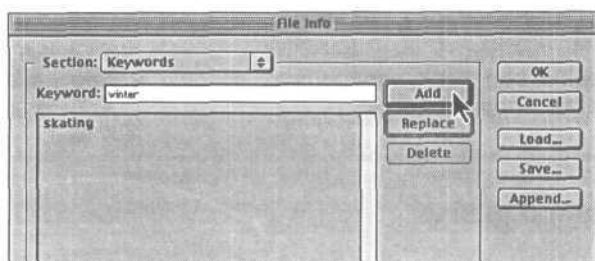 File Info
Section: Keywords
OK
Keyword: winter
Add
Cancel
skating
Replace
Delete
Load...
Save...
Append...